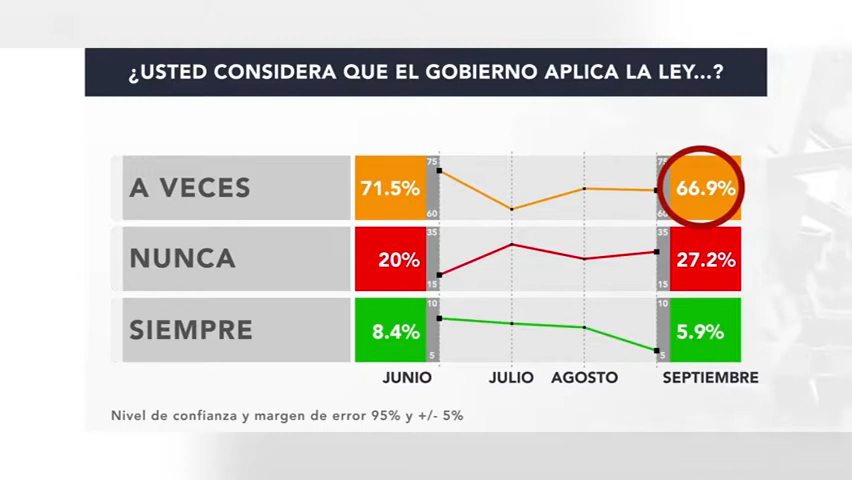 ¿USTED CONSIDERA QUE EL GOBIERNO APLICA LA LEY...?
A VECES 71.5% 75 60 75 60 66.9%
NUNCA 20% 35 15 35 15 27.2%
SIEMPRE 8.4% 10 5 10 5 5.9%
JUNIO JULIO AGOSTO SEPTIEMBRE
Nivel de confianza y margen de error 95% y +/- 5%